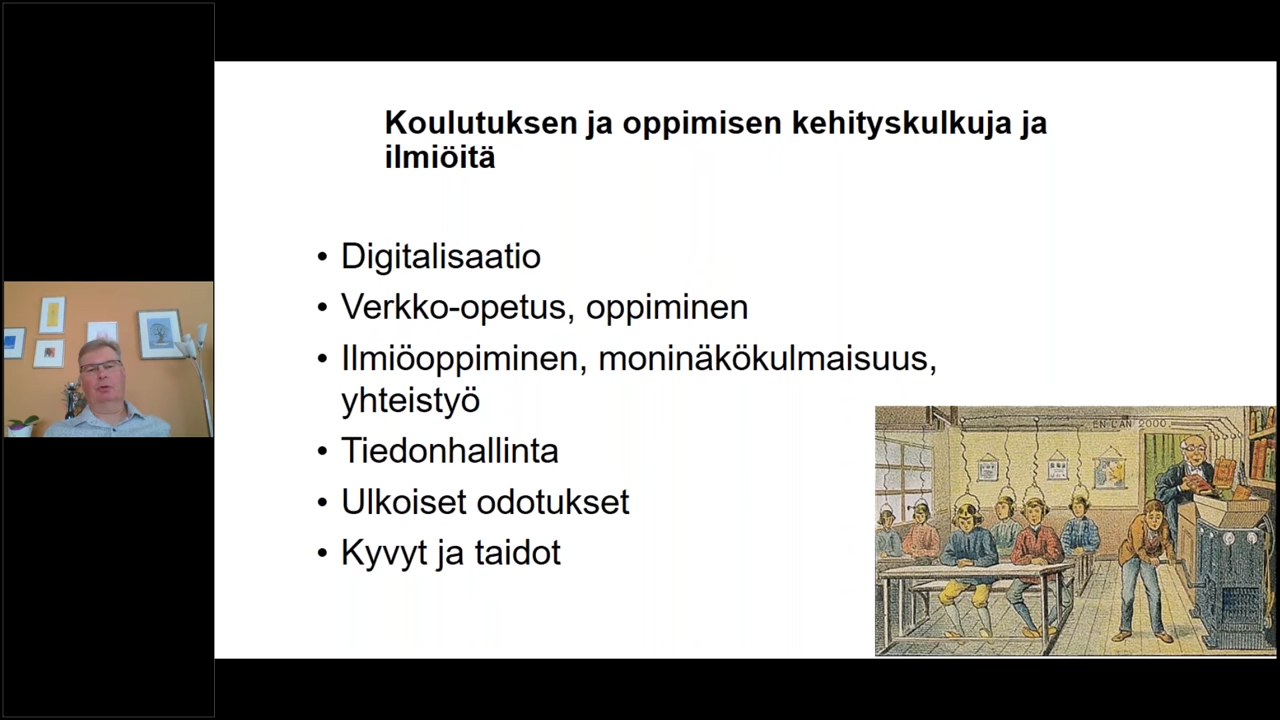 Koulutuksen ja oppimisen kehityskulkuja ja
ilmiöitä
• Digitalisaatio
• Verkko-opetus, oppiminen
• Ilmiöoppiminen, moninäkökulmaisuus,
yhteistyö
• Tiedonhallinta
• Ulkoiset odotukset
• Kyvyt ja taidot
EN L'AN 2000